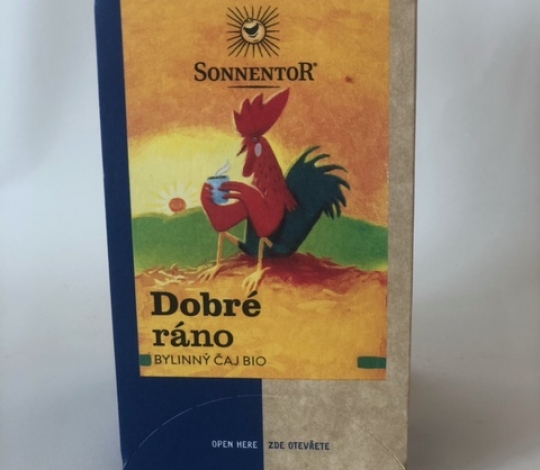 SONNENTOR®
Dobré
ráno
BYLINNÝ ČAJ BIO
OPEN HERE ZDE OTEVŘETE